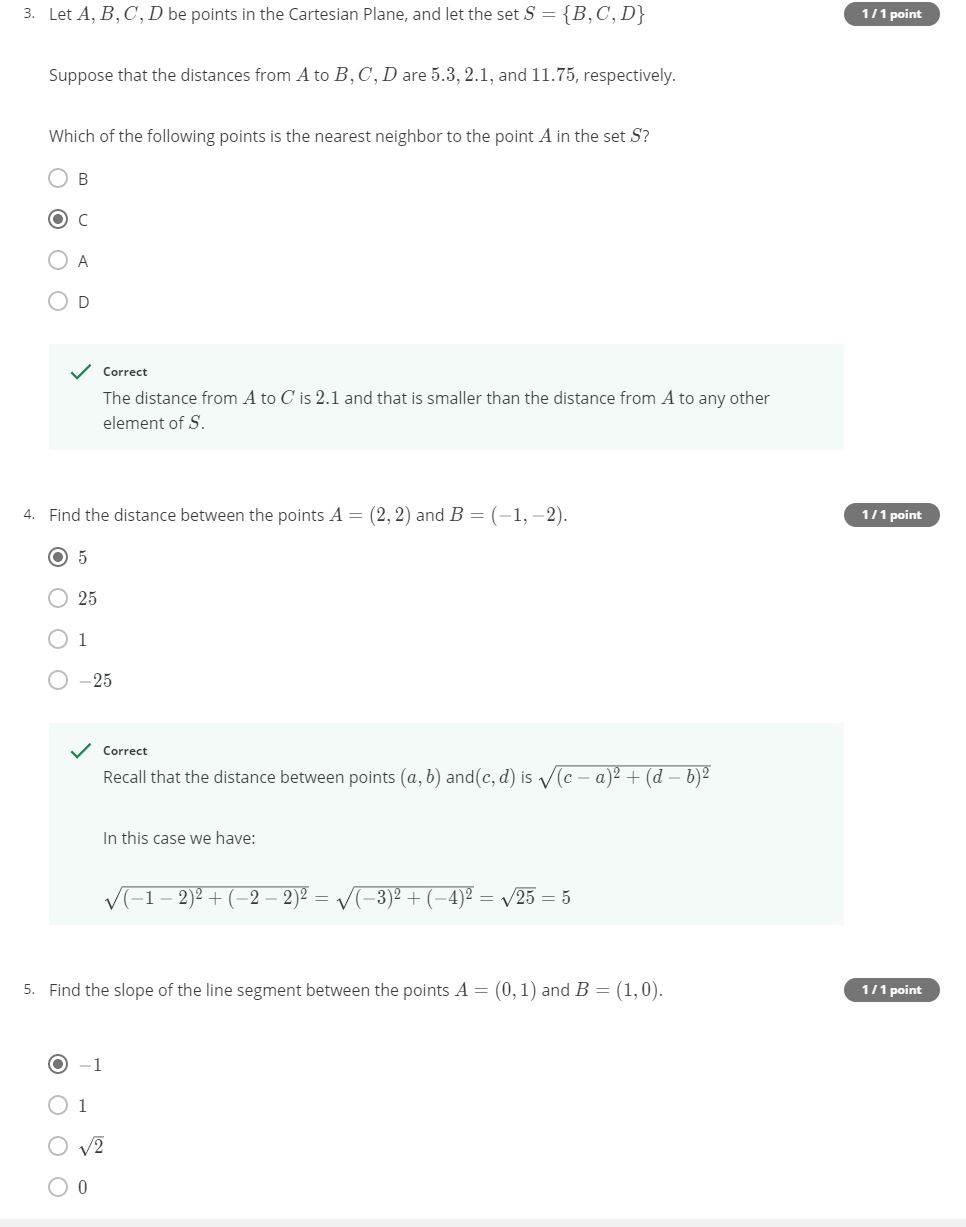 3. Let A, B, C, D be points in the Cartesian Plane, and let the set S = {B, C, D}
1 / 1 point
Suppose that the distances from A to B, C, D are 5.3, 2.1, and 11.75, respectively.
Which of the following points is the nearest neighbor to the point A in the set S?
B
C
A
D
Correct
The distance from A to C is 2.1 and that is smaller than the distance from A to any other
element of S.
4. Find the distance between the points A = (2, 2) and B = (−1, −2).
1 / 1 point
5
25
1
−25
Correct
Recall that the distance between points (a, b) and(c, d) is √(c − a)² + (d − b)²
In this case we have:
√(−1 − 2)² + (−2 − 2)² = √(−3)² + (−4)² = √25 = 5
5. Find the slope of the line segment between the points A = (0, 1) and B = (1, 0).
1 / 1 point
−1
1
√2
0